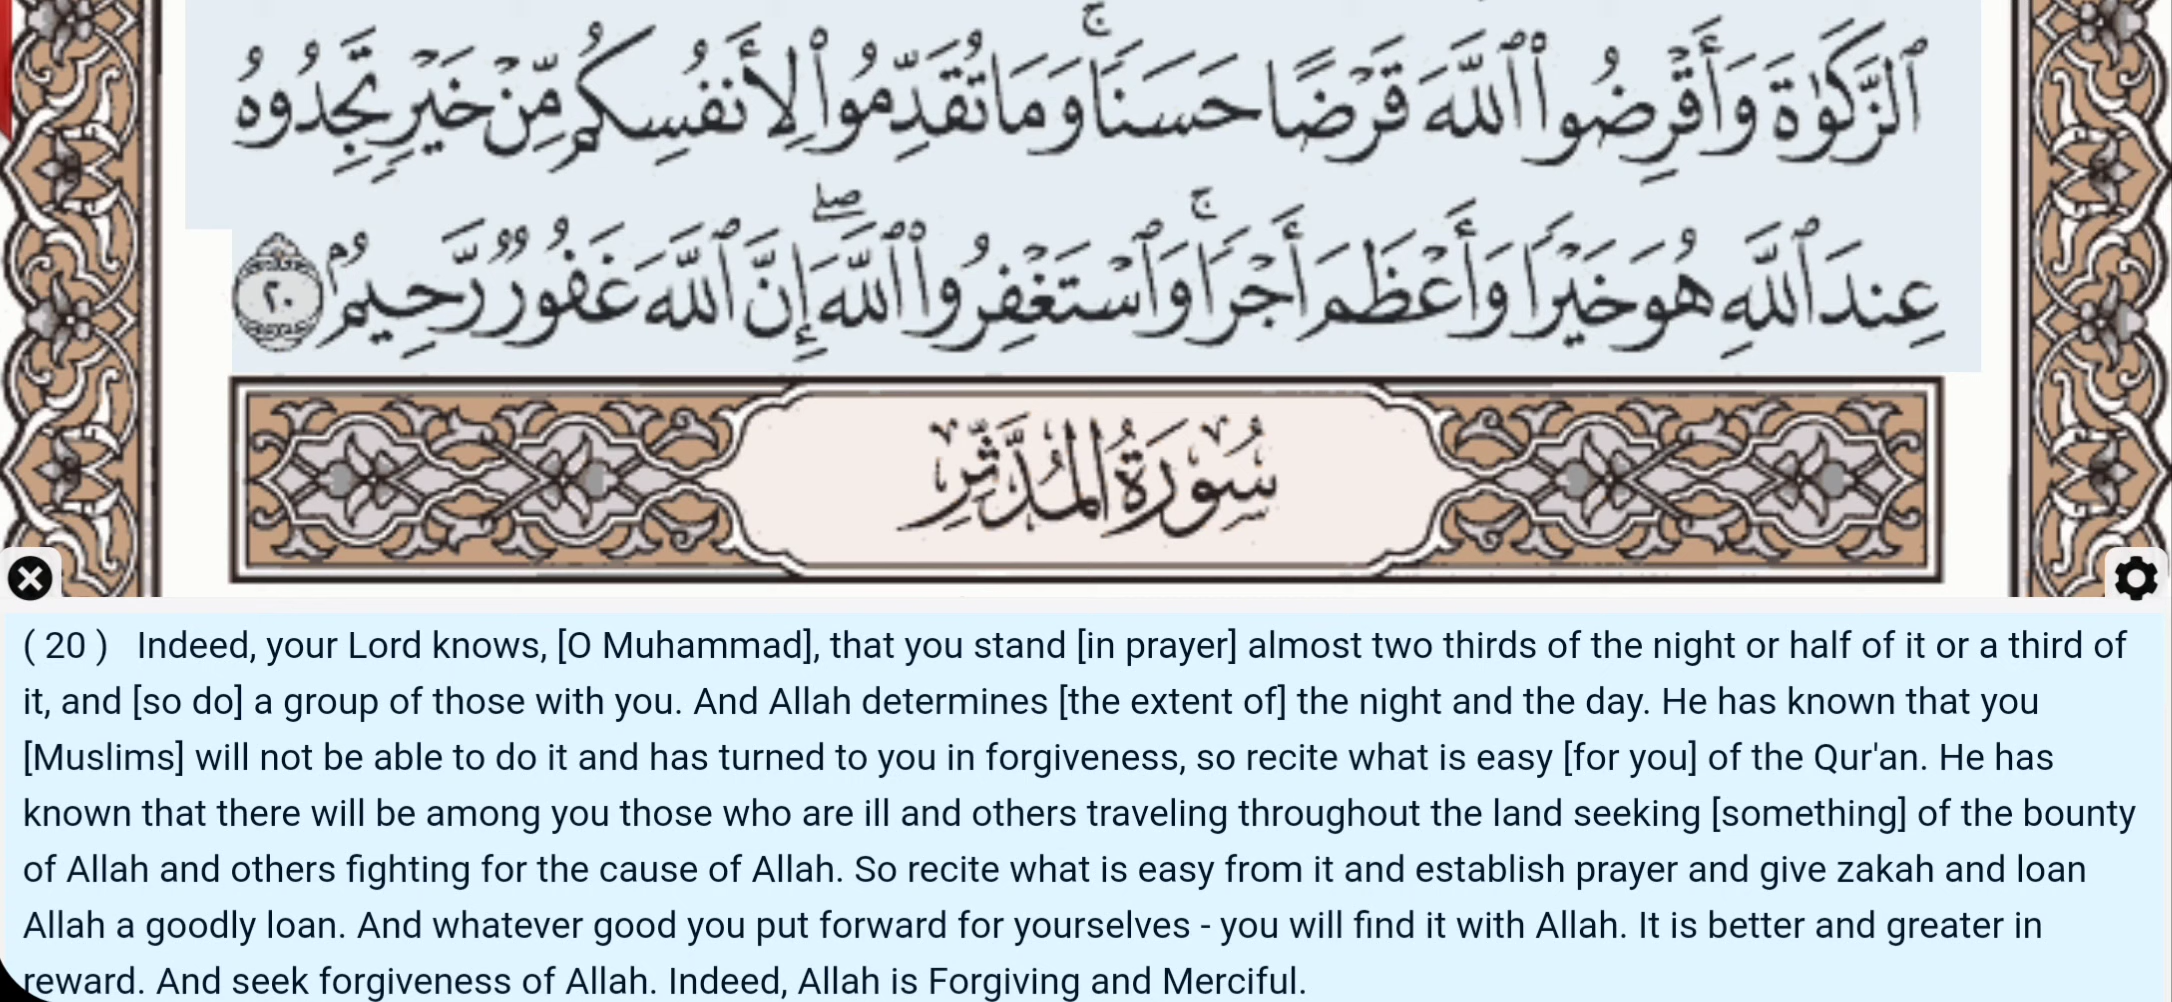 ٱلزَّكَوٰةَ وَأَقْرِضُوا۟ ٱللَّهَ قَرْضًا حَسَنًا ۚ وَمَا تُقَدِّمُوا۟ لِأَنفُسِكُم مِّنْ خَيْرٍ تَجِدُوهُ
عِندَ ٱللَّهِ هُوَ خَيْرًا وَأَعْظَمَ أَجْرًا ۚ وَٱسْتَغْفِرُوا۟ ٱللَّهَ ۖ إِنَّ ٱللَّهَ غَفُورٌ رَّحِيمٌۢ ٢٠
سُورَةُ المُدَّثِّرِ
( 20 ) Indeed, your Lord knows, [O Muhammad], that you stand [in prayer] almost two thirds of the night or half of it or a third of
it, and [so do] a group of those with you. And Allah determines [the extent of] the night and the day. He has known that you
[Muslims] will not be able to do it and has turned to you in forgiveness, so recite what is easy [for you] of the Qur'an. He has
known that there will be among you those who are ill and others traveling throughout the land seeking [something] of the bounty
of Allah and others fighting for the cause of Allah. So recite what is easy from it and establish prayer and give zakah and loan
Allah a goodly loan. And whatever good you put forward for yourselves - you will find it with Allah. It is better and greater in
reward. And seek forgiveness of Allah. Indeed, Allah is Forgiving and Merciful.